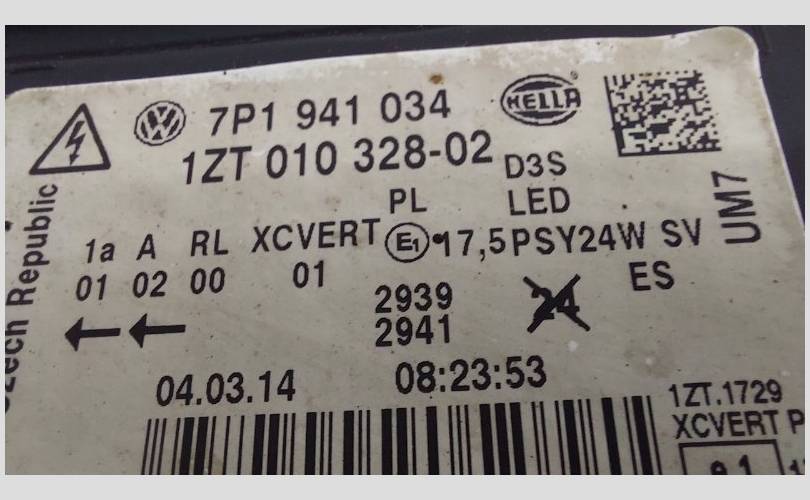 7P1 941 034 HELLA
1ZT 010 328-02 D3S
PL LED
1a A RL XCVERT E1 17,5 PSY24W SV
01 02 00 01 ES
2939 24
2941
04.03.14 08:23:53
1ZT.1729
XCVERT P
UM7
Czech Republic